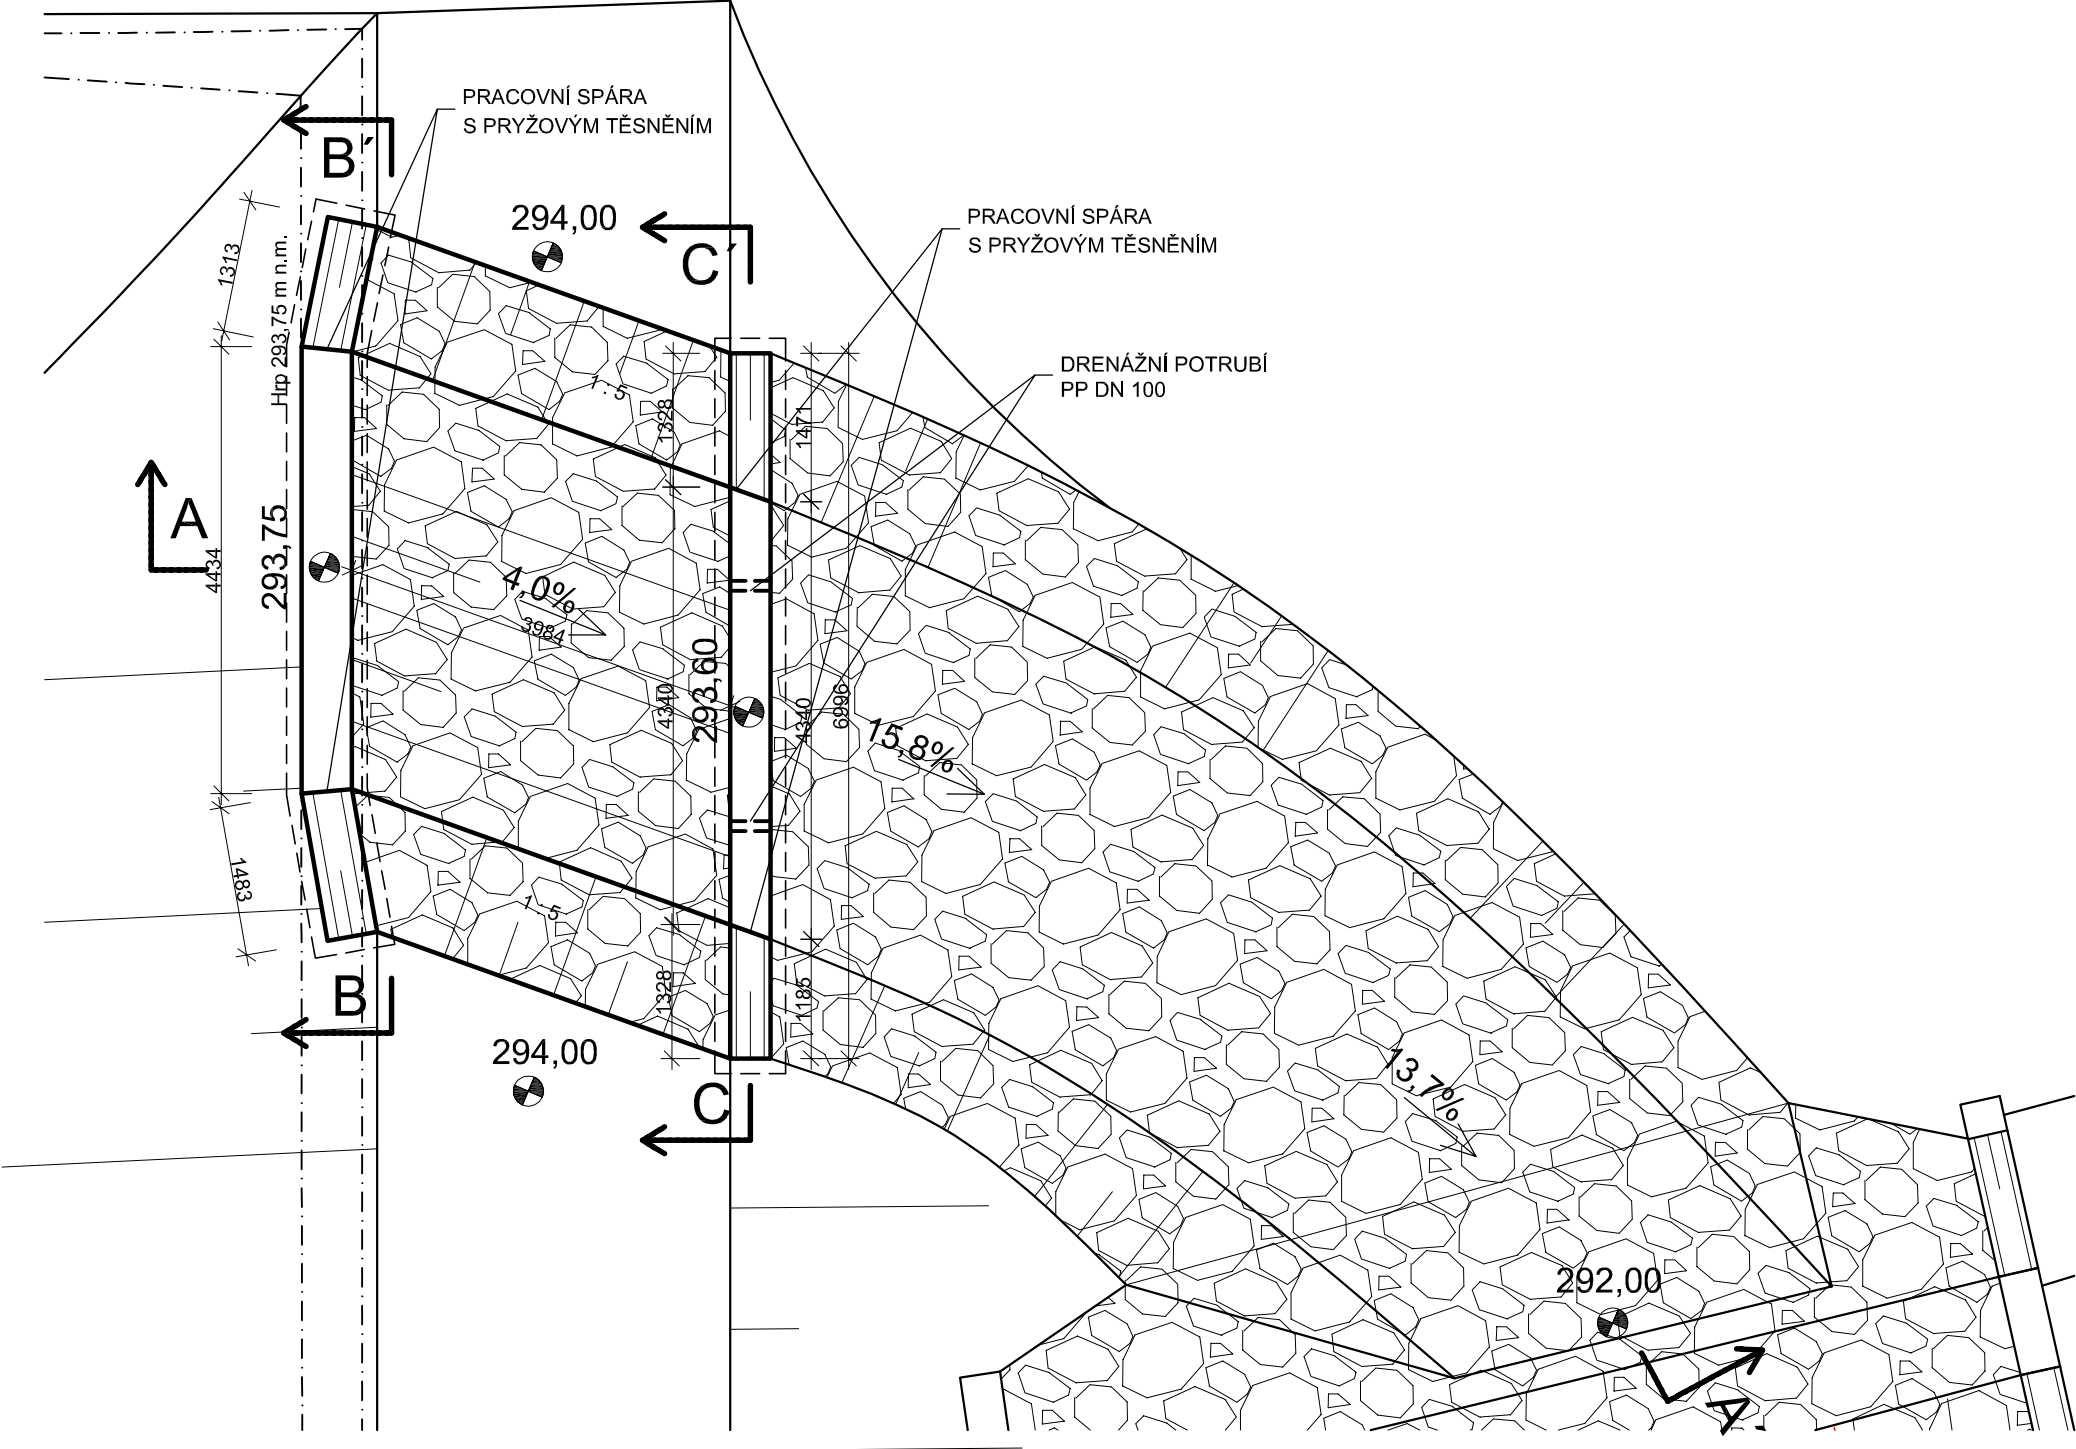 PRACOVNÍ SPÁRA
S PRYŽOVÝM TĚSNĚNÍM
B´
294,00
C´
PRACOVNÍ SPÁRA
S PRYŽOVÝM TĚSNĚNÍM
1313
Hrp 293,75 m n.m.
DRENÁŽNÍ POTRUBÍ
PP DN 100
1 : 5
1328
1471
A
293,75
4434
4,0%
3984
293,60
4340
4340
6996
15,8%
1483
1 : 5
B
1328
1185
294,00
C
13,7%
292,00
A´